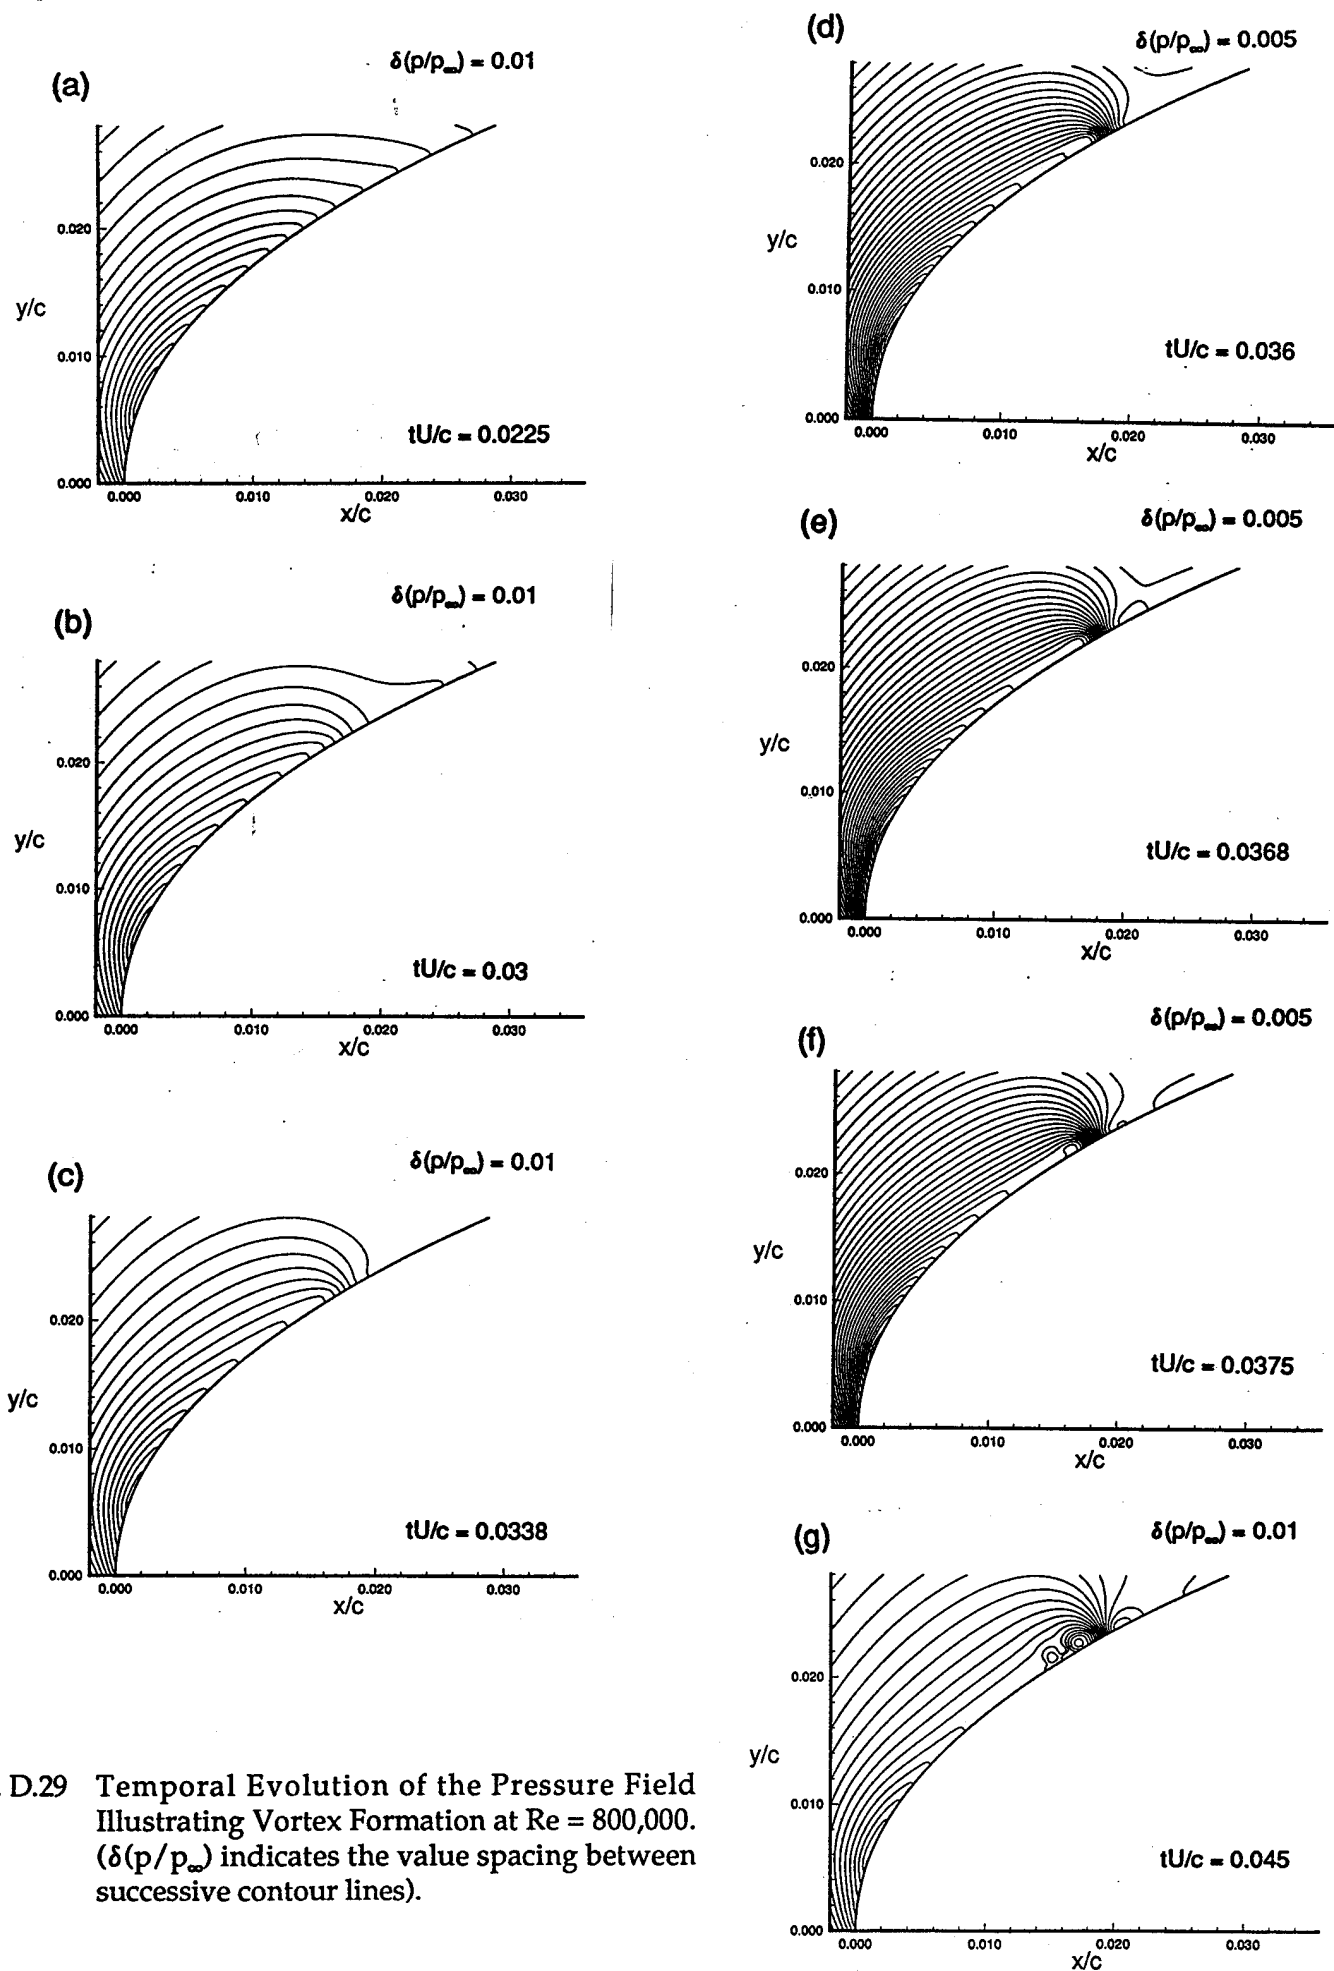 (a)
δ(p/p∞) = 0.01
0.020
y/c
0.010
tU/c = 0.0225
0.000
0.000 0.010 0.020 0.030
x/c
(b)
δ(p/p∞) = 0.01
0.020
y/c
0.010
tU/c = 0.03
0.000
0.000 0.010 0.020 0.030
x/c
(c)
δ(p/p∞) = 0.01
0.020
y/c
0.010
tU/c = 0.0338
0.000
0.000 0.010 0.020 0.030
x/c
(d)
δ(p/p∞) = 0.005
0.020
y/c
0.010
tU/c = 0.036
0.000
0.000 0.010 0.020 0.030
x/c
(e)
δ(p/p∞) = 0.005
0.020
y/c
0.010
tU/c = 0.0368
0.000
0.000 0.010 0.020 0.030
x/c
(f)
δ(p/p∞) = 0.005
0.020
y/c
0.010
tU/c = 0.0375
0.000
0.000 0.010 0.020 0.030
x/c
(g)
δ(p/p∞) = 0.01
0.020
y/c
0.010
tU/c = 0.045
0.000
0.000 0.010 0.020 0.030
x/c
D.29 Temporal Evolution of the Pressure Field
Illustrating Vortex Formation at Re = 800,000.
(δ(p/p∞) indicates the value spacing between
successive contour lines).